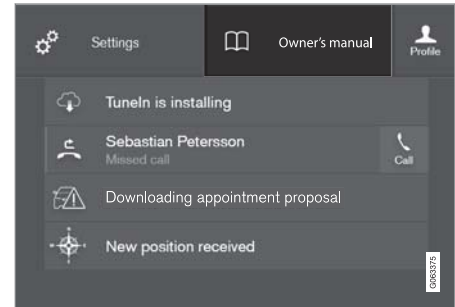 Settings
Owner's manual
Profile
TuneIn is installing
Sebastian Petersson
Missed call
Call
Downloading appointment proposal
New position received
G063375